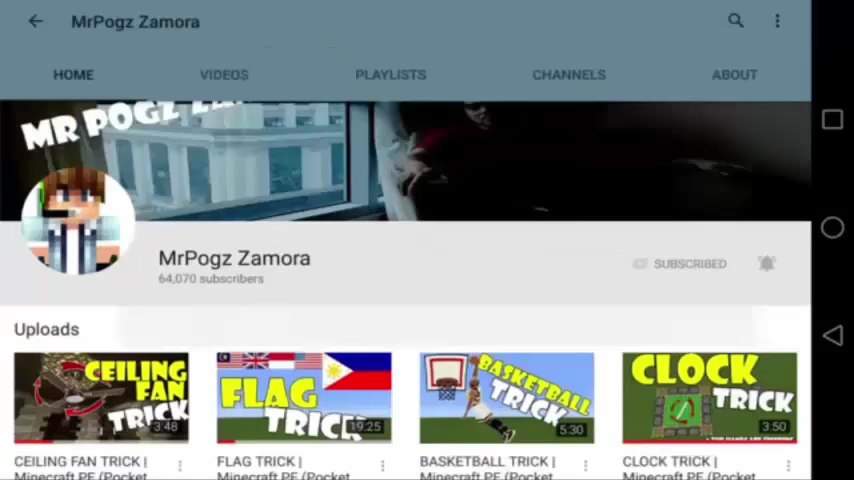 MrPogz Zamora
HOME
VIDEOS
PLAYLISTS
CHANNELS
ABOUT
MR POGZ
MrPogz Zamora
64,070 subscribers
SUBSCRIBED
Uploads
CEILING
FAN
TRICK
3:48
FLAG
TRICK
19:25
BASKETBALL
TRICK
5:30
CLOCK
TRICK
3:50
CEILING FAN TRICK |
Minecraft PE (Pocket
FLAG TRICK |
Minecraft PE (Pocket
BASKETBALL TRICK |
Minecraft PE (Pocket
CLOCK TRICK |
Minecraft PE (Pocket